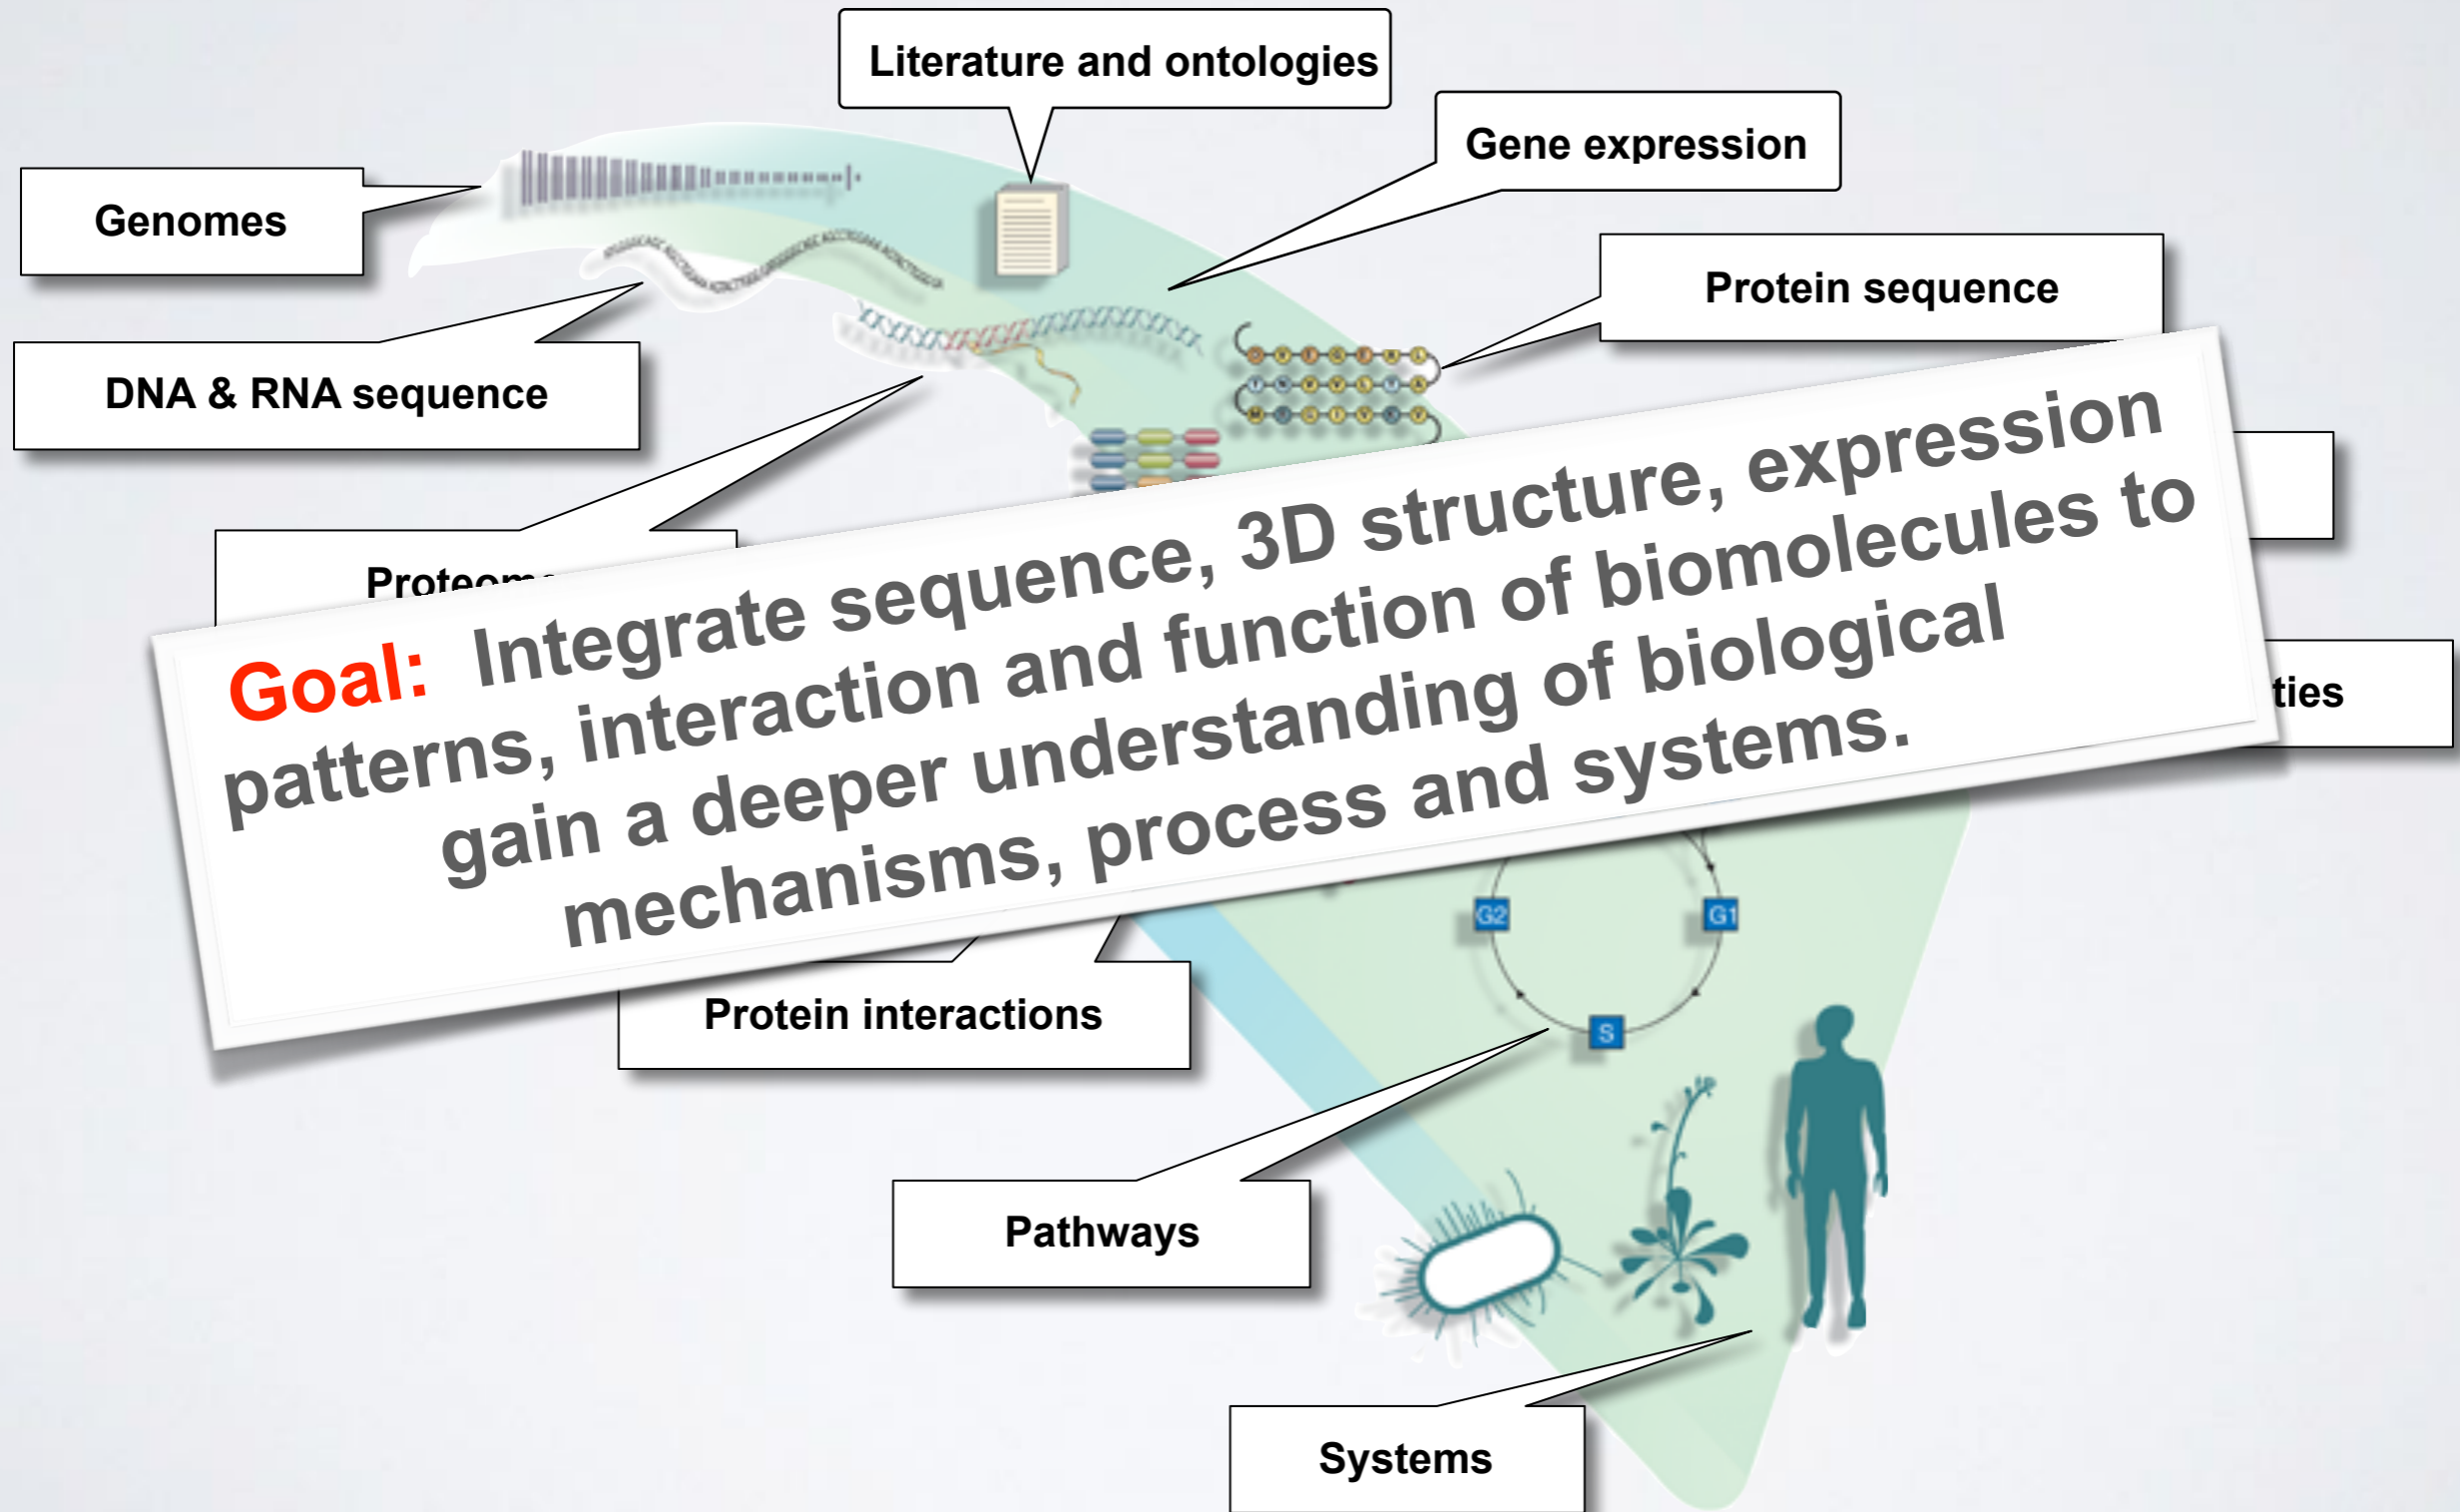 Literature and ontologies
Gene expression
Genomes
Protein sequence
DNA & RNA sequence
Goal: Integrate sequence, 3D structure, expression
patterns, interaction and function of biomolecules to
gain a deeper understanding of biological
mechanisms, process and systems.
ties
G2
G1
S
Protein interactions
Pathways
Systems